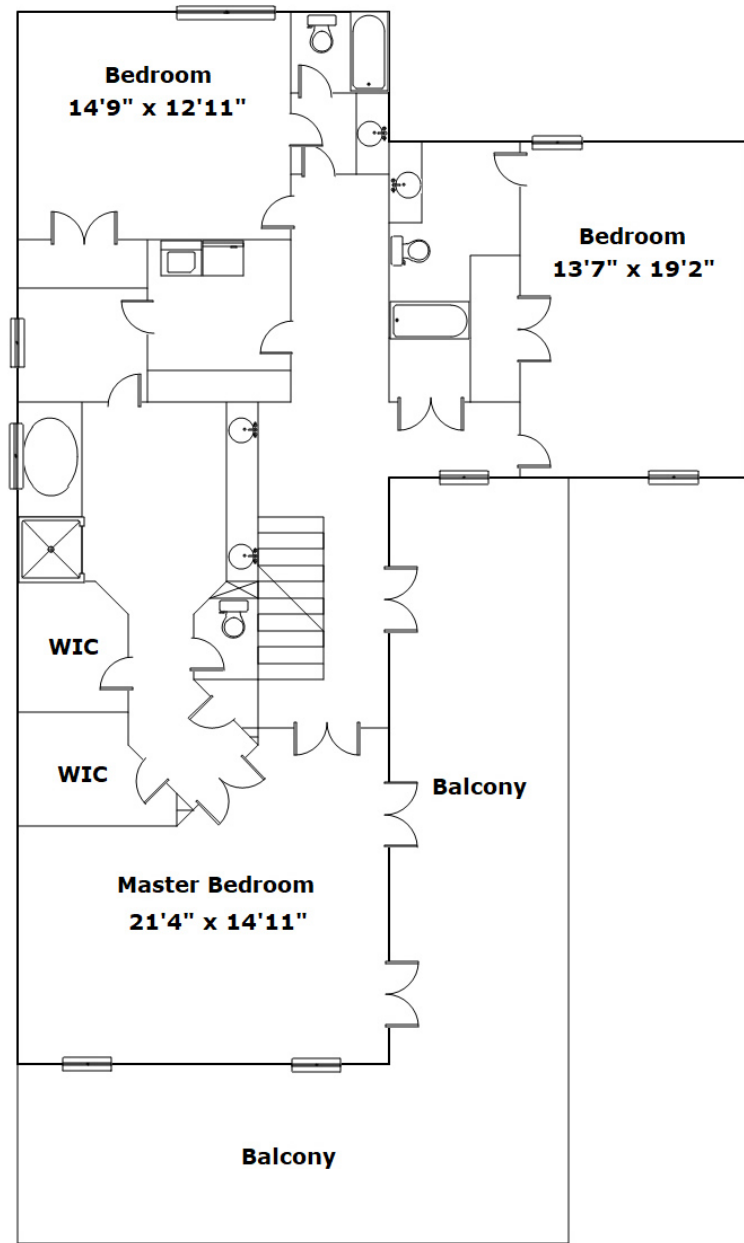 Bedroom
14'9" x 12'11"
Bedroom
13'7" x 19'2"
WIC
WIC
Balcony
Master Bedroom
21'4" x 14'11"
Balcony